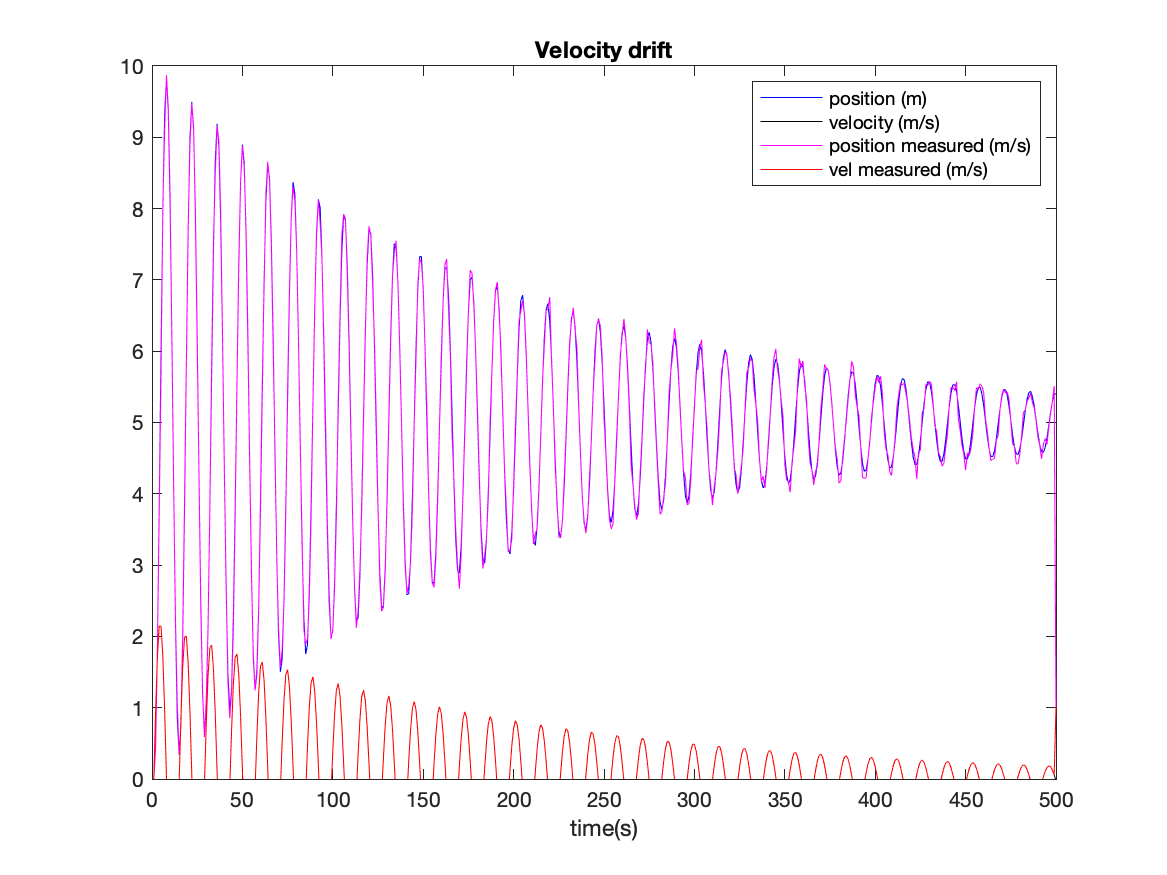 Velocity drift
position (m)
velocity (m/s)
position measured (m/s)
vel measured (m/s)
10
9
8
7
6
5
4
3
2
1
0
0 50 100 150 200 250 300 350 400 450 500
time(s)